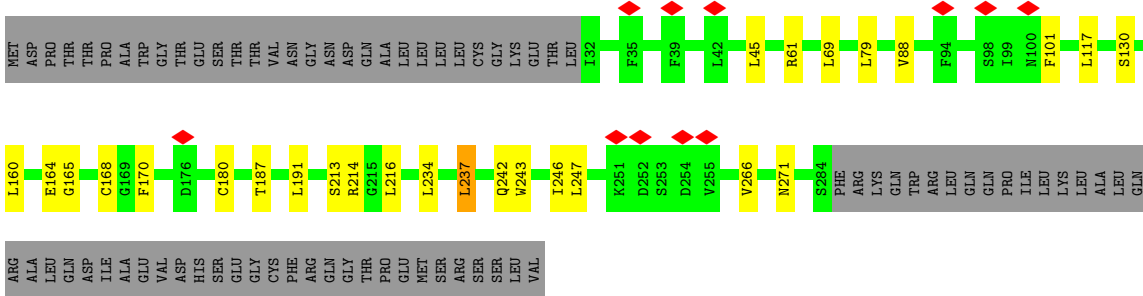 MET ASP PRO THR THR PRO ALA TRP GLY THR GLU SER THR THR VAL ASN GLY ASN ASP GLN ALA LEU LEU LEU LEU CYS GLY LYS GLU THR LEU I32 F35 F39 L42 L45 R61 L69 L79 V88 F94 S98 I99 N100 F101 L117 S130
L160 E164 G165 C168 G169 F170 D176 C180 T187 L191 S213 R214 G215 L216 L234 L237 Q242 W243 I246 L247 K251 D252 S253 D254 V255 V266 N271 S284 PHE ARG LYS GLN TRP ARG LEU GLN GLN PRO ILE LEU LYS LEU ALA LEU GLN
ARG ALA LEU GLN ASP ILE ALA GLU VAL ASP HIS SER GLU GLY CYS PHE ARG GLN GLY THR PRO GLU MET SER ARG SER SER LEU VAL